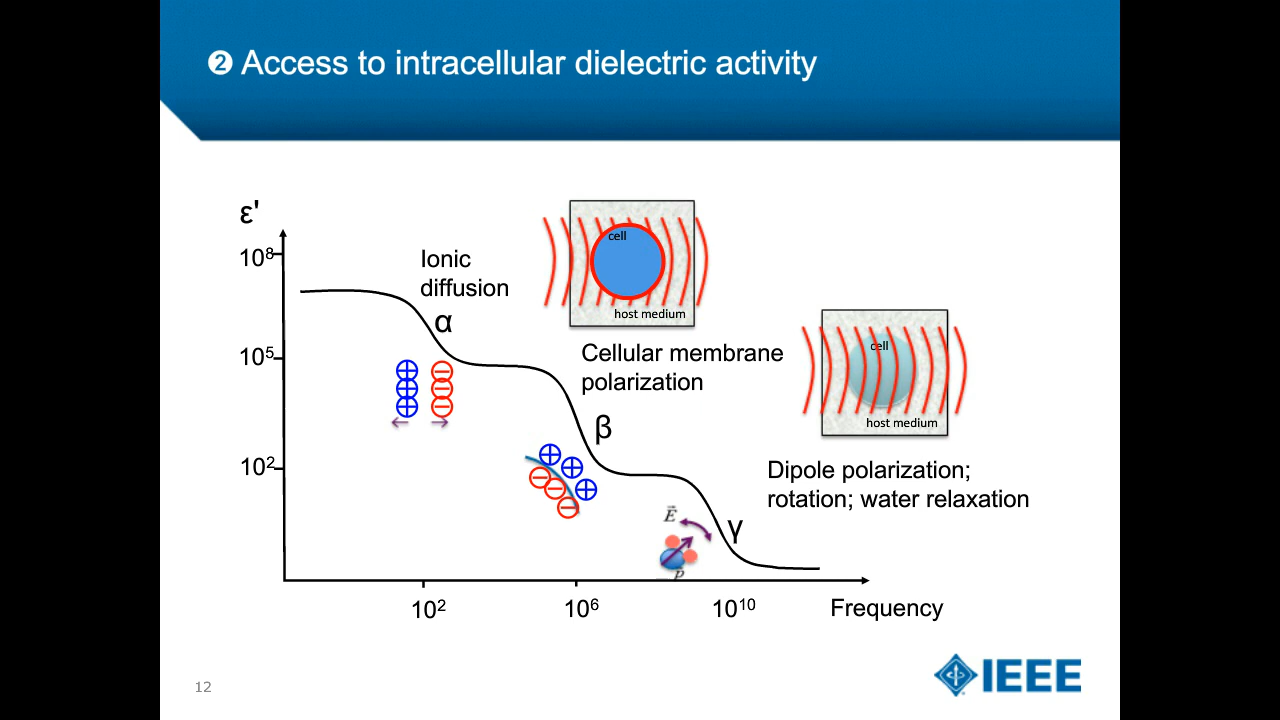 ❷ Access to intracellular dielectric activity
ε'
10⁸
10⁵
10²
Ionic
diffusion
α
cell
host medium
Cellular membrane
polarization
β
cell
host medium
Dipole polarization;
rotation; water relaxation
E
γ
p
10²
10⁶
10¹⁰
Frequency
12
IEEE